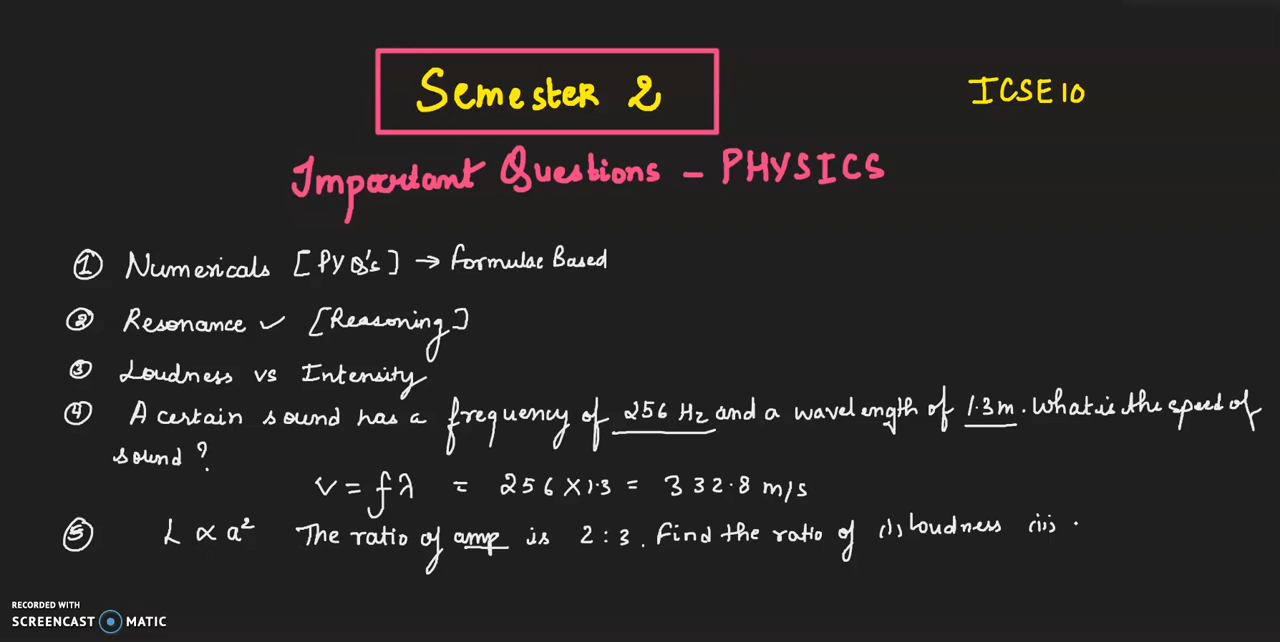 Semester 2
ICSE 10
Important Questions - PHYSICS
① Numericals [PYQ's] → Formulae Based
② Resonance ✓ [Reasoning]
③ Loudness vs Intensity
④ A certain sound has a frequency of 256 Hz and a wavelength of 1.3m. What is the speed of
sound?
v = fλ = 256 X 1.3 = 332.8 m/s
⑤ L ∝ a² The ratio of amp is 2:3. Find the ratio of (i) loudness (ii)
RECORDED WITH
SCREENCAST MATIC